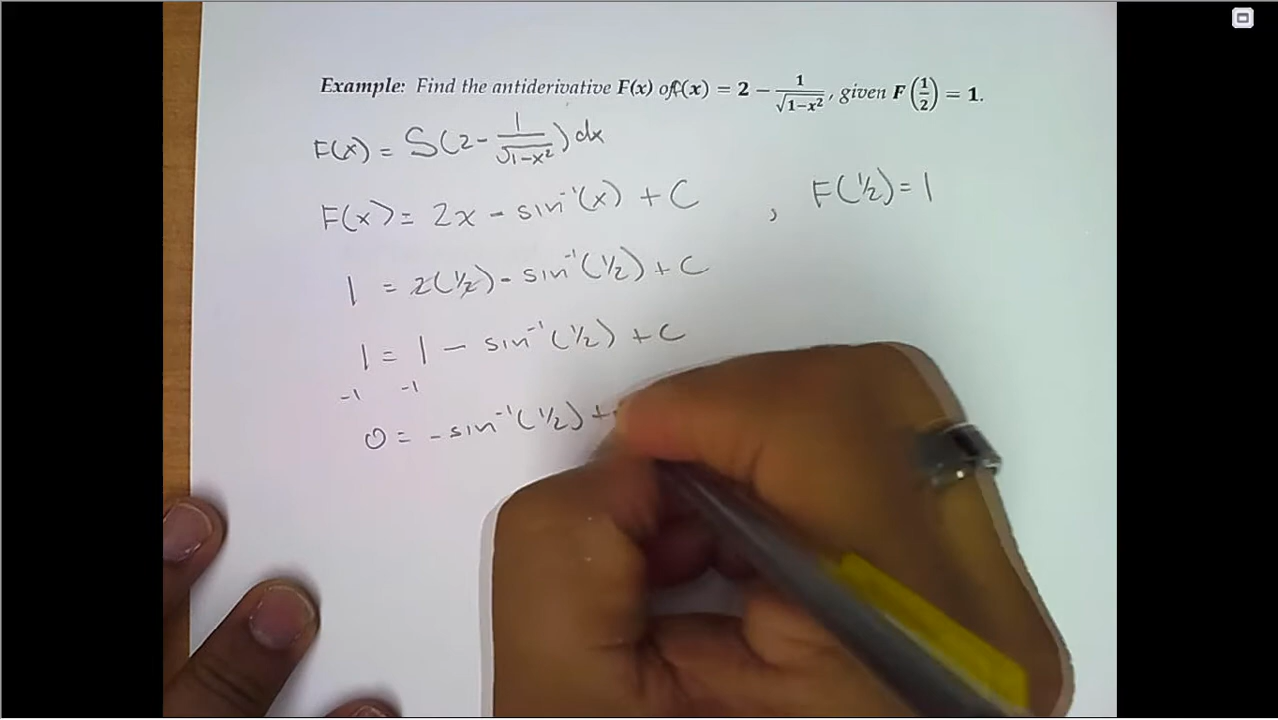 Example: Find the antiderivative F(x) of f(x) = 2 − 1/√(1−x²), given F(1/2) = 1.
F(x) = ∫(2 - 1/√(1-x²)) dx
F(x) = 2x - sin⁻¹(x) + C , F(1/2) = 1
1 = 2(1/2) - sin⁻¹(1/2) + C
1 = 1 - sin⁻¹(1/2) + C
-1 -1
0 = -sin⁻¹(1/2) +